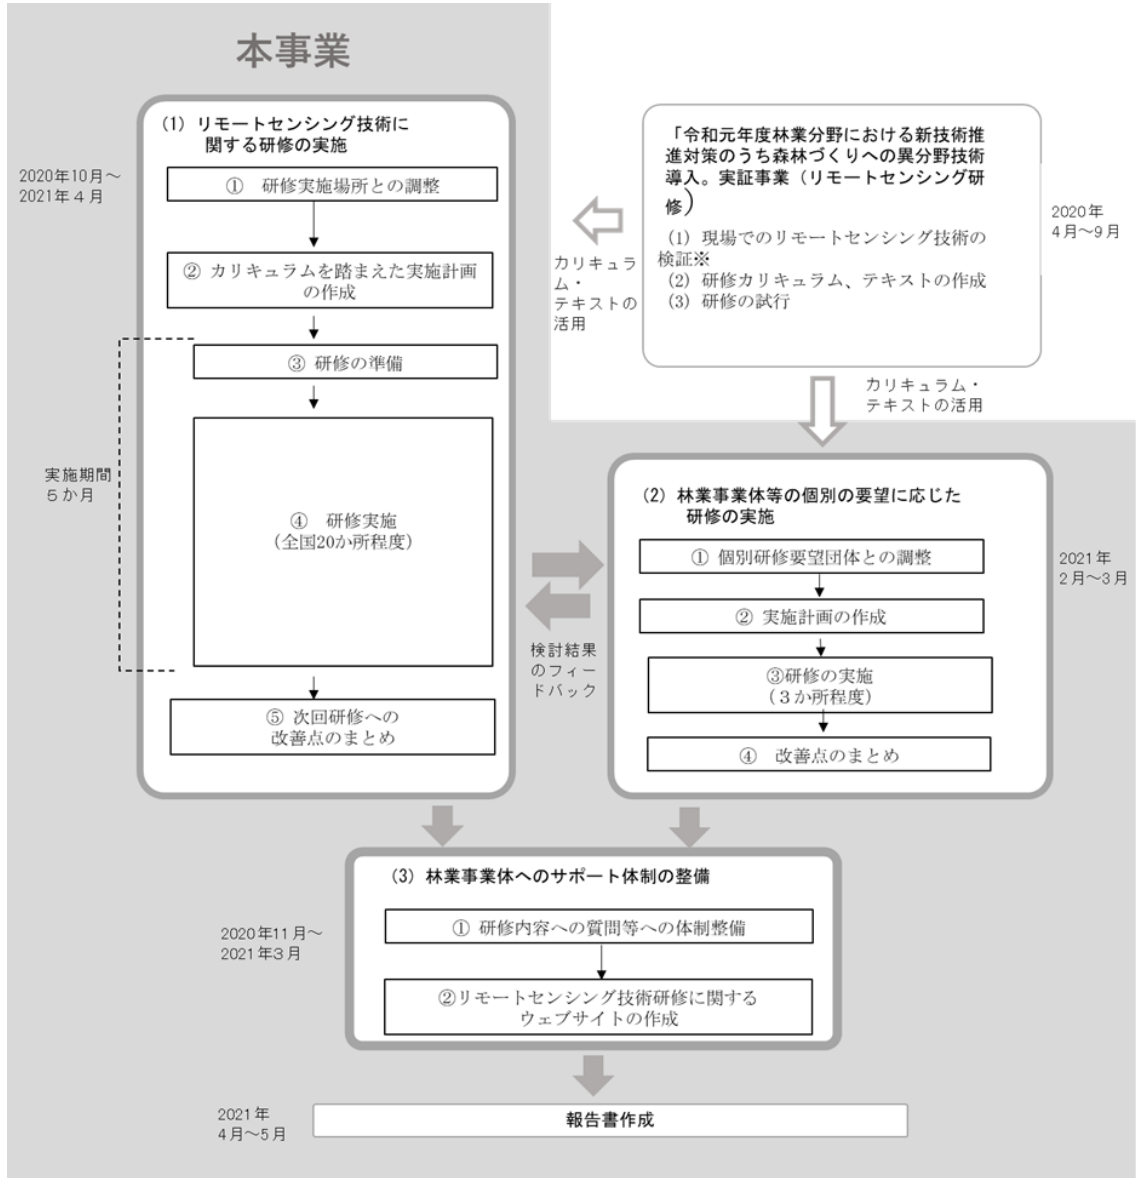 本事業
(1) リモートセンシング技術に
関する研修の実施
2020年10月～
2021年４月
① 研修実施場所との調整
② カリキュラムを踏まえた実施計画
の作成
③ 研修の準備
実施期間
５か月
④ 研修実施
(全国20か所程度)
⑤ 次回研修への
改善点のまとめ
「令和元年度林業分野における新技術推
進対策のうち森林づくりへの異分野技術
導入。実証事業（リモートセンシング研
修）
(1) 現場でのリモートセンシング技術の
検証※
(2) 研修カリキュラム、テキストの作成
(3) 研修の試行
2020年
4月～9月
カリキュラ
ム・
テキストの
活用
カリキュラム・
テキストの活用
(2) 林業事業体等の個別の要望に応じた
研修の実施
① 個別研修要望団体との調整
② 実施計画の作成
③研修の実施
(３か所程度)
④ 改善点のまとめ
2021年
2月～3月
検討結果
のフィー
ドバック
(3) 林業事業体へのサポート体制の整備
① 研修内容への質問等への体制整備
②リモートセンシング技術研修に関する
ウェブサイトの作成
2020年11月～
2021年3月
2021年
4月～5月
報告書作成